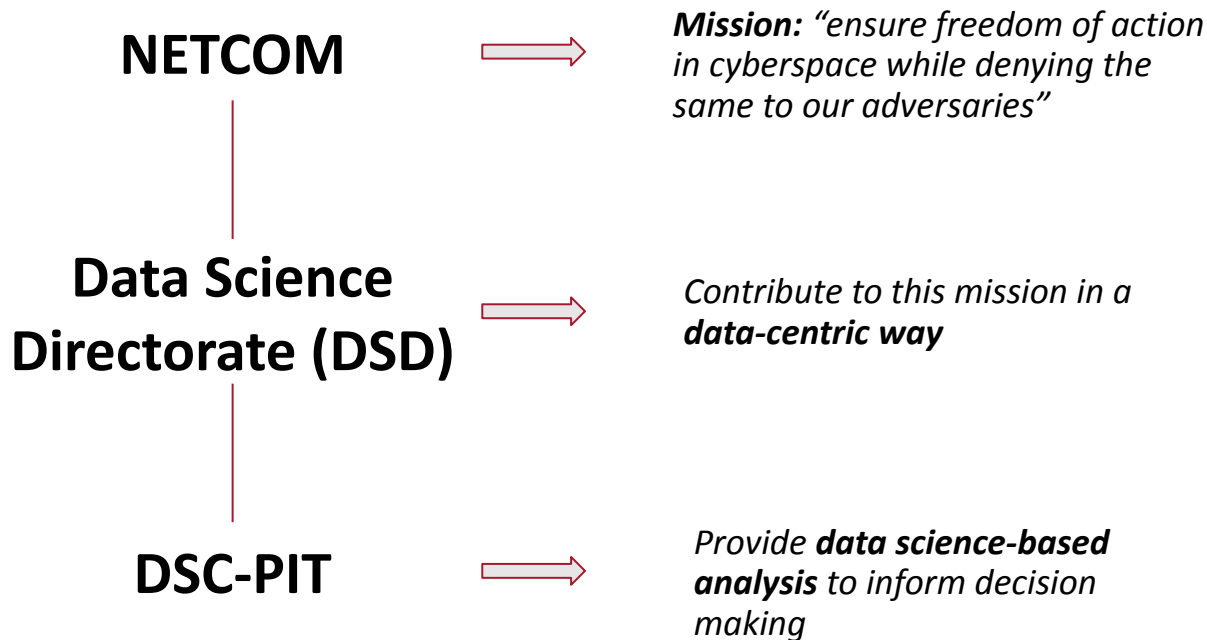 NETCOM
Mission: “ensure freedom of action
in cyberspace while denying the
same to our adversaries”
Data Science
Directorate (DSD)
Contribute to this mission in a
data-centric way
DSC-PIT
Provide data science-based
analysis to inform decision
making